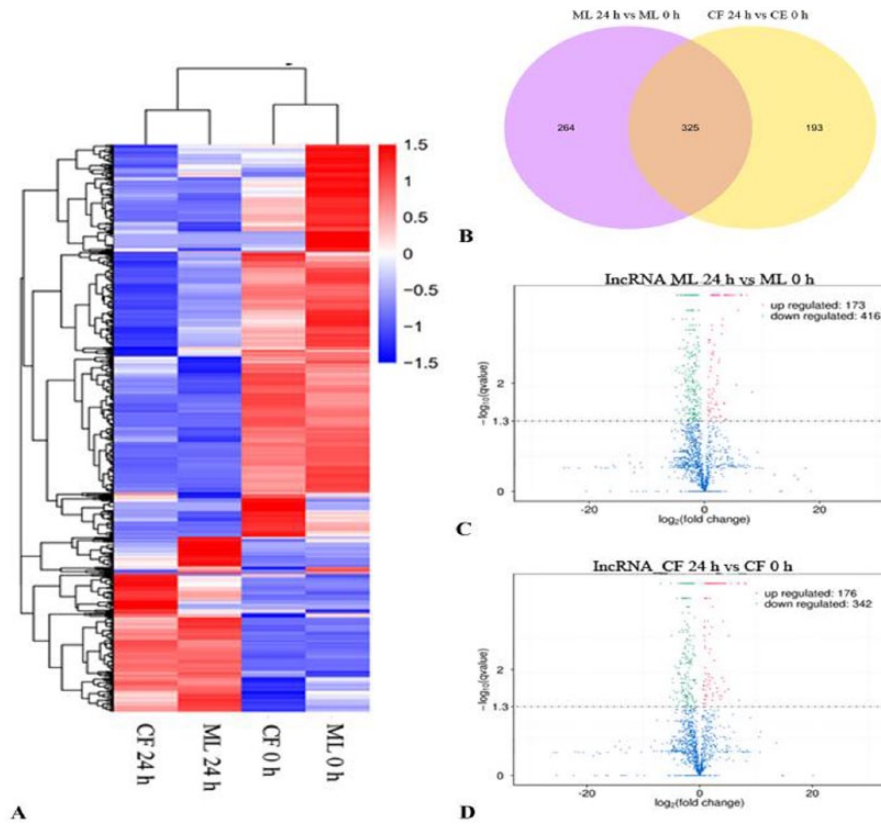 1.5
1
0.5
0
−0.5
−1
−1.5
CF 24 h
ML 24 h
CF 0 h
ML 0 h
A
ML 24 h vs ML 0 h
CF 24 h vs CE 0 h
264
325
193
B
lncRNA ML 24 h vs ML 0 h
up regulated: 173
down regulated: 416
−log10(qvalue)
2
1.3
0
-20
0
20
log2(fold change)
C
lncRNA_CF 24 h vs CF 0 h
up regulated: 176
down regulated: 342
−log10(qvalue)
2
1.3
0
-20
0
20
log2(fold change)
D